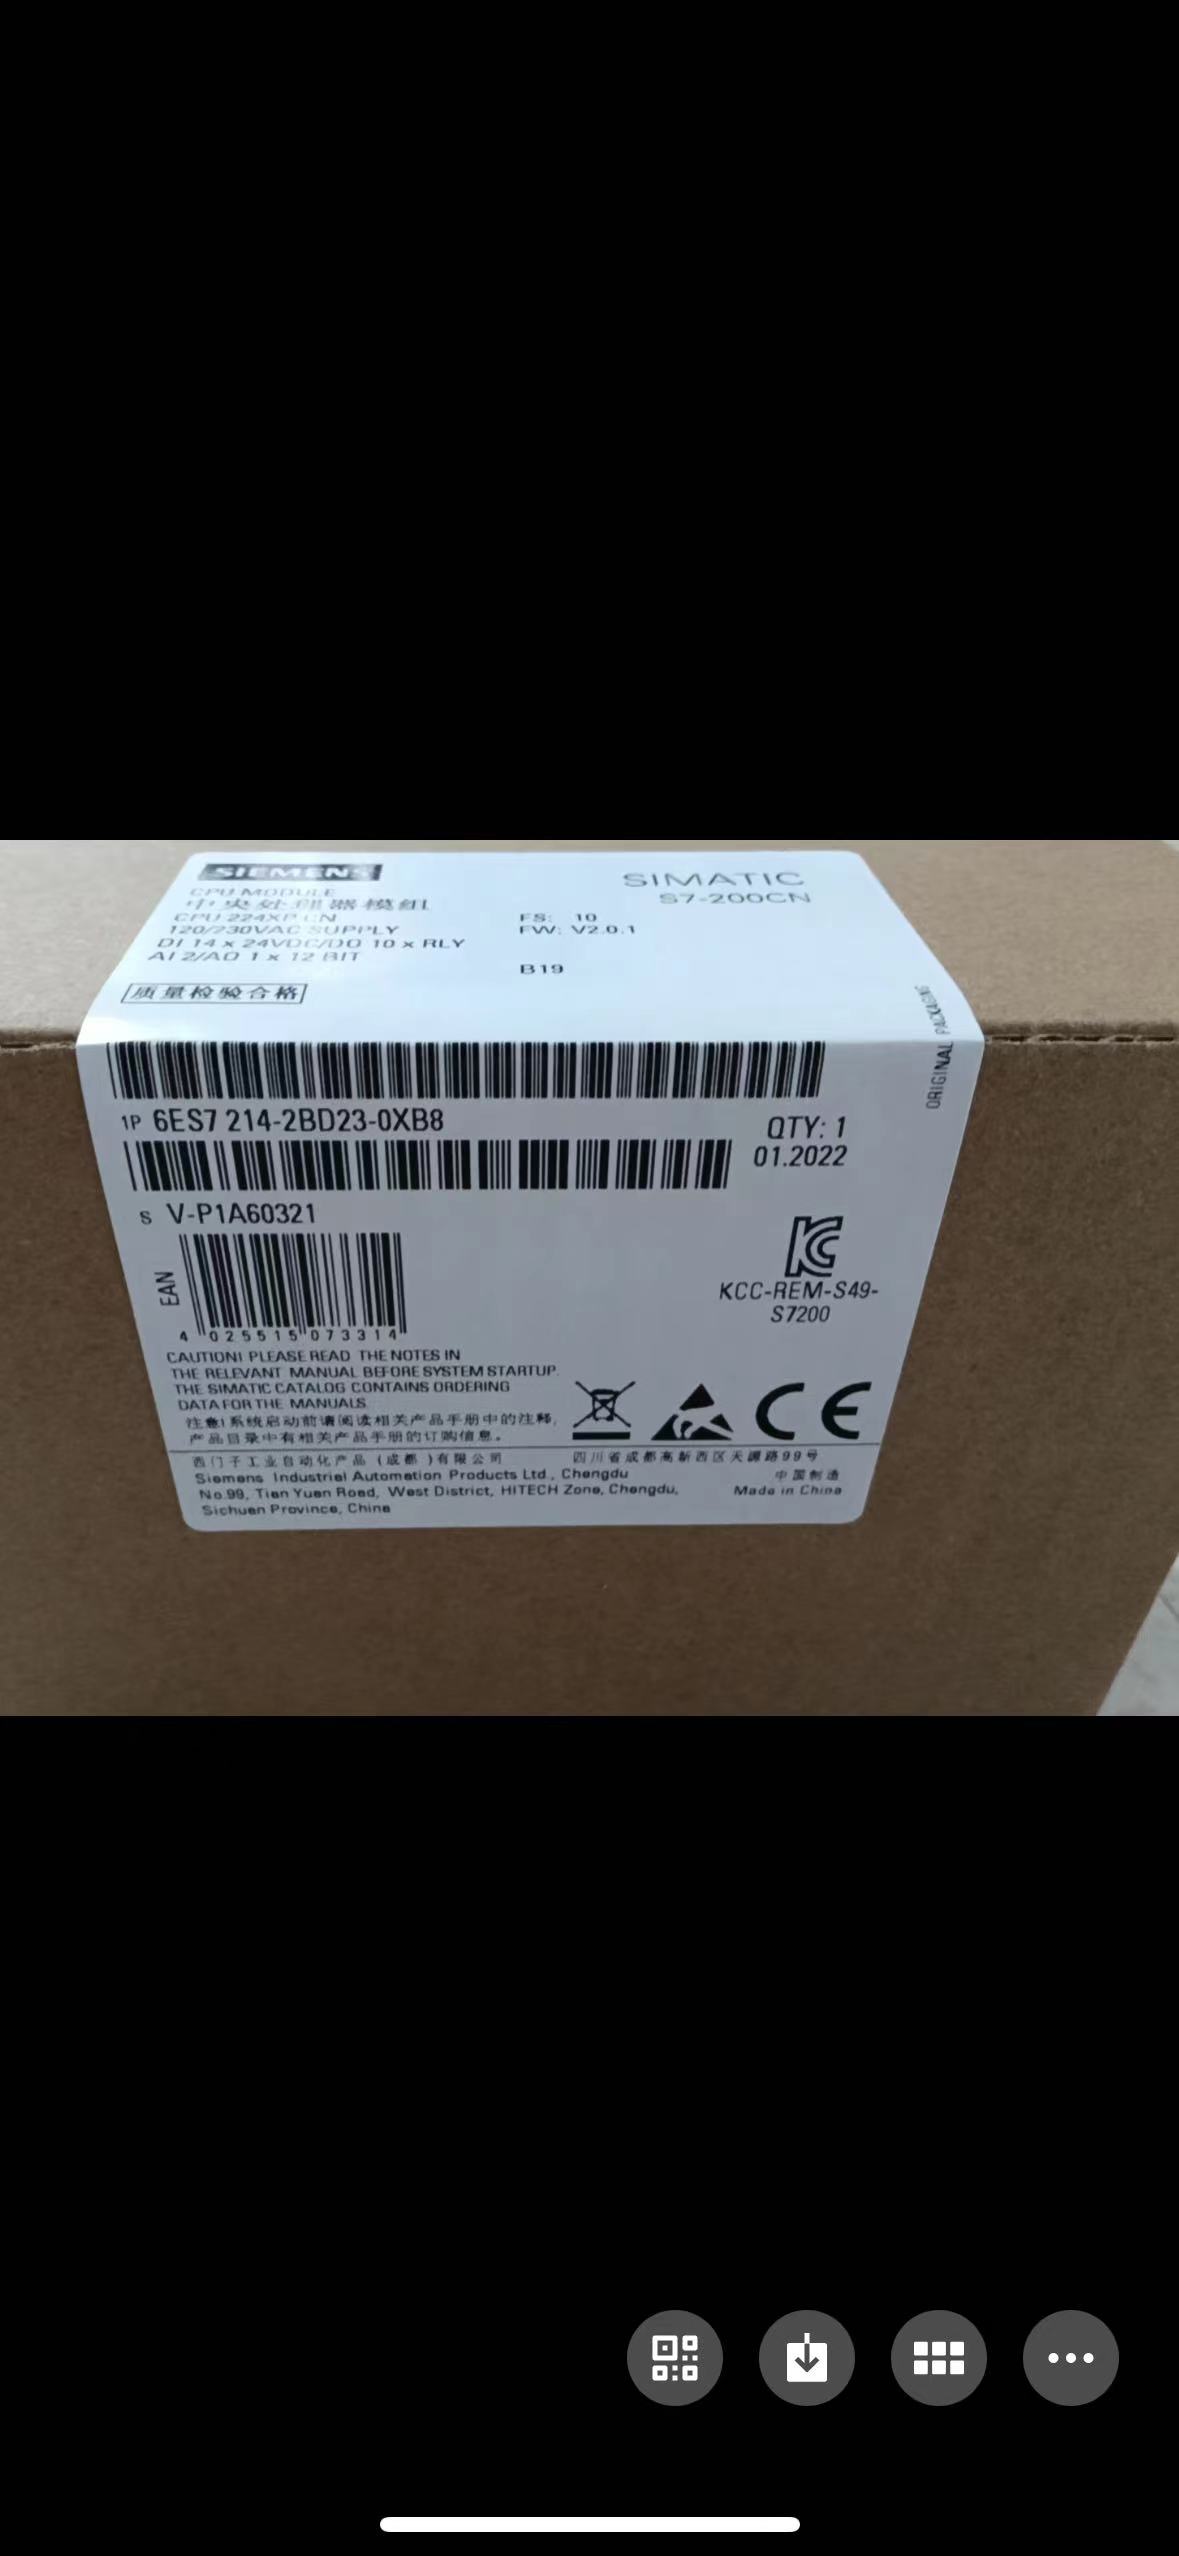 SIEMENS
CPU MODULE
中央处理器模组
CPU 224XP CN
120/230VAC SUPPLY
DI 14 x 24VDC/DO 10 x RLY
AI 2/AO 1 x 12 BIT
SIMATIC
S7-200CN
FS: 10
FW: V2.0.1
B19
质量检验合格
ORIGINAL PACKAGING
1P 6ES7 214-2BD23-0XB8
QTY: 1
01.2022
S V-P1A60321
EAN
4 025515 073314
KCC-REM-S49-
S7200
CAUTION! PLEASE READ THE NOTES IN
THE RELEVANT MANUAL BEFORE SYSTEM STARTUP.
THE SIMATIC CATALOG CONTAINS ORDERING
DATA FOR THE MANUALS
注意!系统启动前请阅读相关产品手册中的注释,
产品目录中有相关产品手册的订购信息。
CE
西门子工业自动化产品(成都)有限公司
四川省成都高新西区天源路99号
Siemens Industrial Automation Products Ltd., Chengdu
中国制造
No.99, Tian Yuan Road, West District, HITECH Zone, Chengdu,
Made in China
Sichuan Province, China